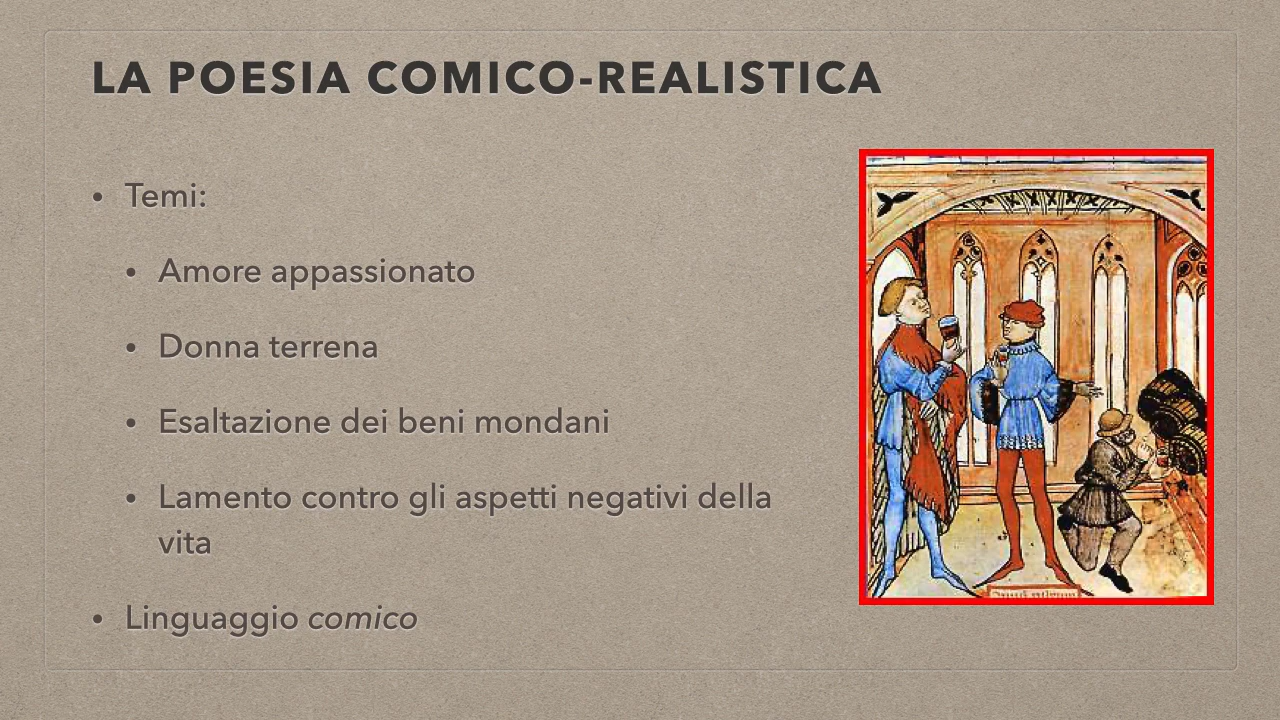 LA POESIA COMICO-REALISTICA
• Temi:
• Amore appassionato
• Donna terrena
• Esaltazione dei beni mondani
• Lamento contro gli aspetti negativi della
vita
• Linguaggio comico